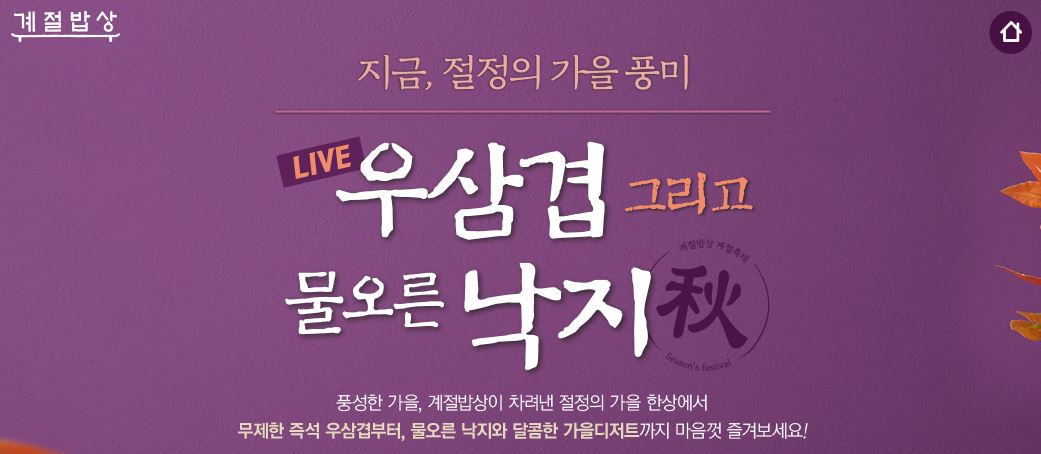 계절밥상
지금, 절정의 가을 풍미
LIVE 우삼겹 그리고
물오른 낙지
계절밥상 계절축제
秋
Season's festival
풍성한 가을, 계절밥상이 차려낸 절정의 가을 한상에서
무제한 즉석 우삼겹부터, 물오른 낙지와 달콤한 가을디저트까지 마음껏 즐겨보세요!